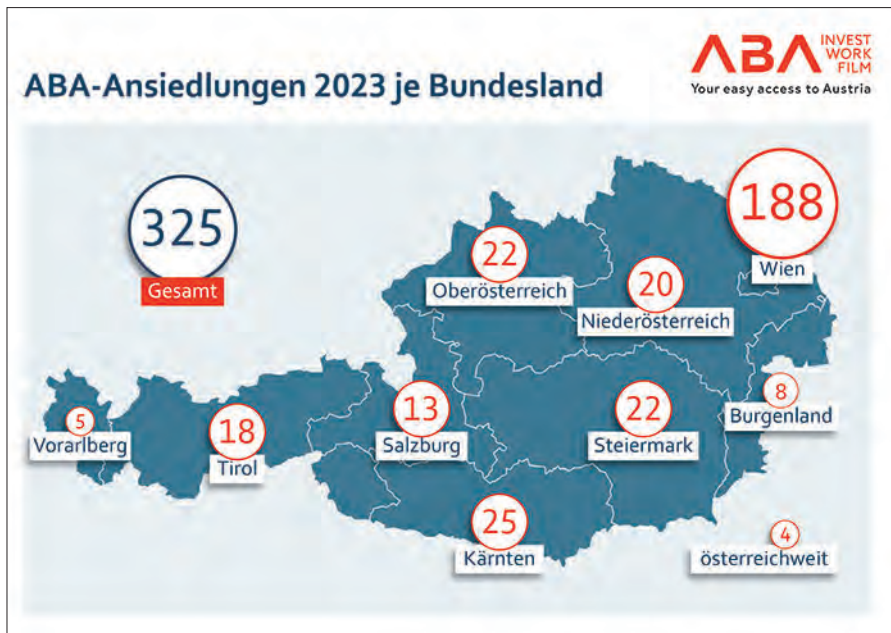 ABA-Ansiedlungen 2023 je Bundesland
ABA INVEST
WORK
FILM
Your easy access to Austria
325
Gesamt
188
Wien
22
Oberösterreich
20
Niederösterreich
8
Burgenland
5
Vorarlberg
18
Tirol
13
Salzburg
22
Steiermark
25
Kärnten
4
österreichweit